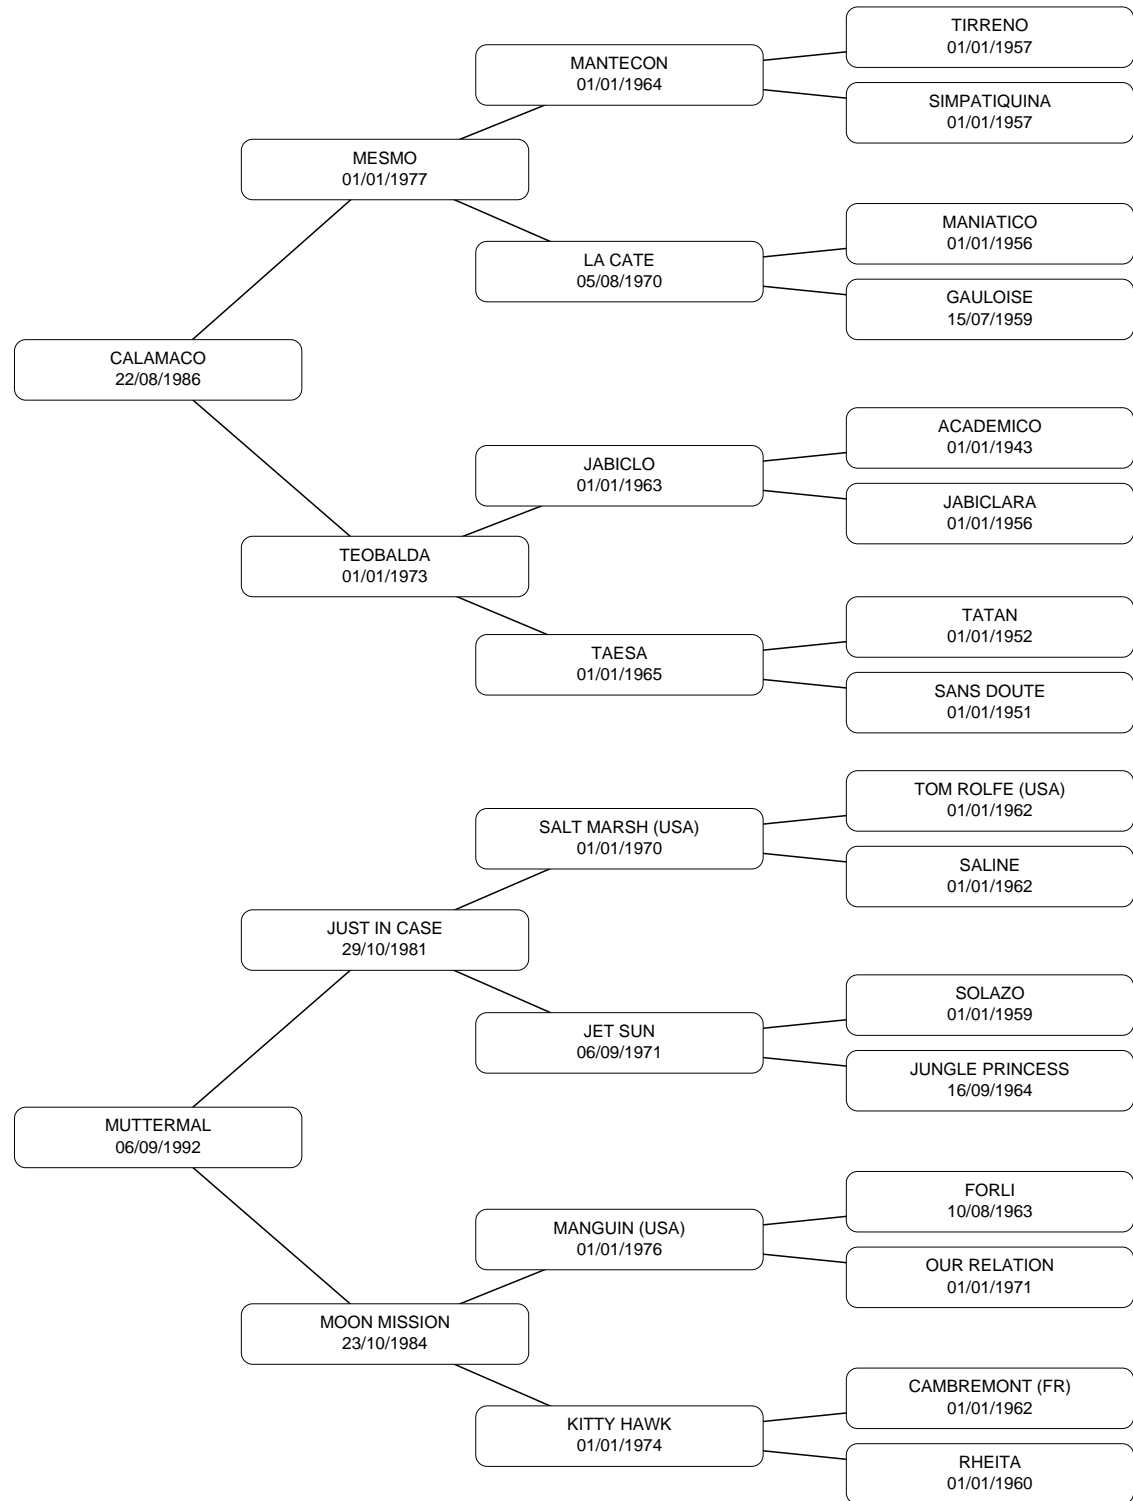 TIRRENO
01/01/1957
MANTECON
01/01/1964
SIMPATIQUINA
01/01/1957
MESMO
01/01/1977
MANIATICO
01/01/1956
LA CATE
05/08/1970
GAULOISE
15/07/1959
CALAMACO
22/08/1986
ACADEMICO
01/01/1943
JABICLO
01/01/1963
JABICLARA
01/01/1956
TEOBALDA
01/01/1973
TATAN
01/01/1952
TAESA
01/01/1965
SANS DOUTE
01/01/1951
TOM ROLFE (USA)
01/01/1962
SALT MARSH (USA)
01/01/1970
SALINE
01/01/1962
JUST IN CASE
29/10/1981
SOLAZO
01/01/1959
JET SUN
06/09/1971
JUNGLE PRINCESS
16/09/1964
MUTTERMAL
06/09/1992
FORLI
10/08/1963
MANGUIN (USA)
01/01/1976
OUR RELATION
01/01/1971
MOON MISSION
23/10/1984
CAMBREMONT (FR)
01/01/1962
KITTY HAWK
01/01/1974
RHEITA
01/01/1960